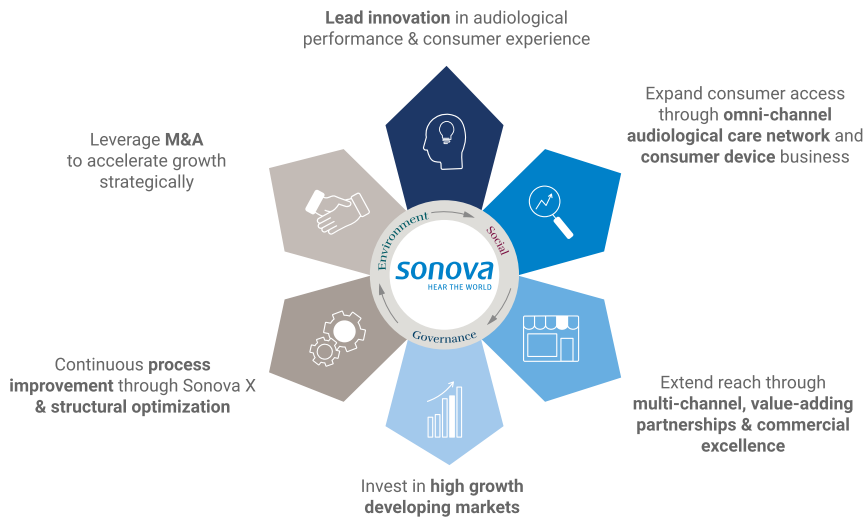 Lead innovation in audiological
performance & consumer experience
Expand consumer access
through omni-channel
audiological care network and
consumer device business
Leverage M&A
to accelerate growth
strategically
Environment
Social
Governance
sonova
HEAR THE WORLD
Continuous process
improvement through Sonova X
& structural optimization
Extend reach through
multi-channel, value-adding
partnerships & commercial
excellence
Invest in high growth
developing markets